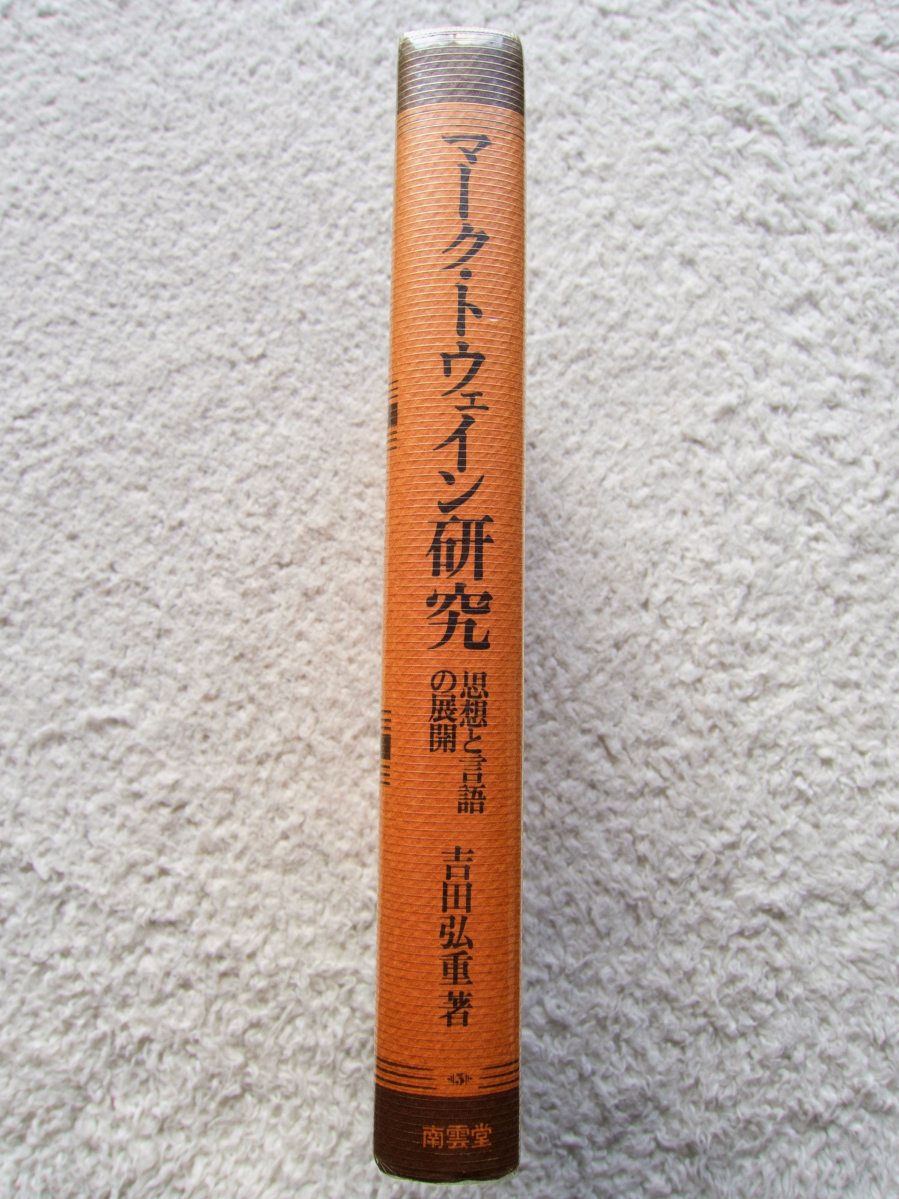 マーク・トウェイン研究
思想と言語
の展開
吉田弘重著
南雲堂